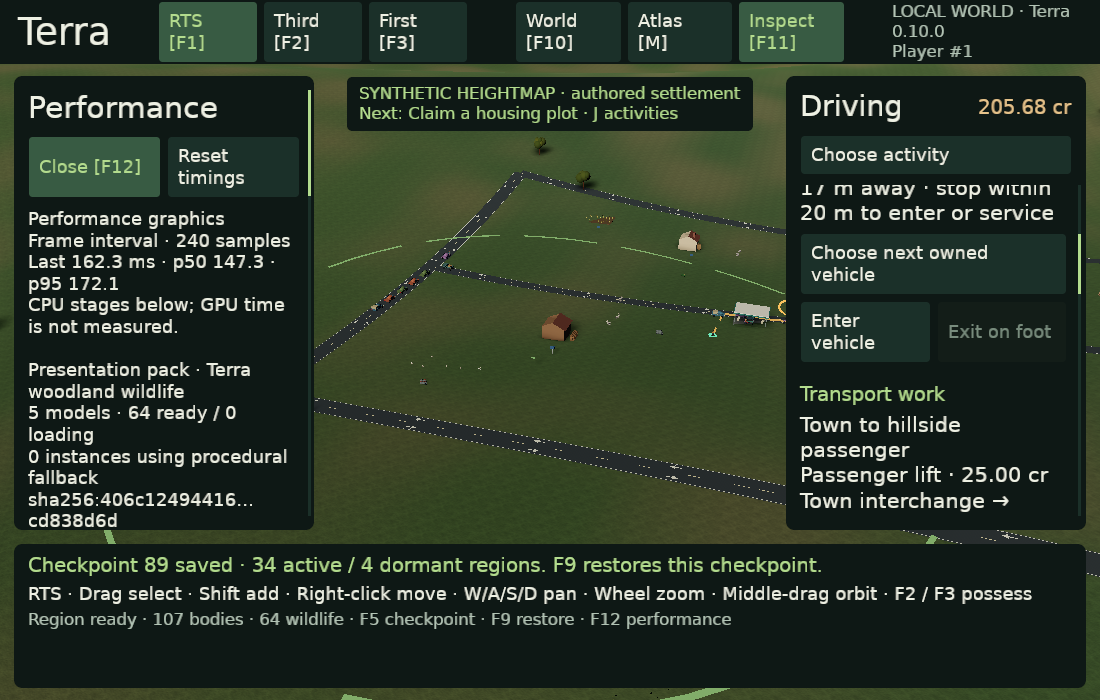 Terra
RTS
[F1]
Third
[F2]
First
[F3]
World
[F10]
Atlas
[M]
Inspect
[F11]
LOCAL WORLD · Terra
0.10.0
Player #1
Performance
Close [F12]
Reset
timings
Performance graphics
Frame interval · 240 samples
Last 162.3 ms · p50 147.3 ·
p95 172.1
CPU stages below; GPU time
is not measured.
Presentation pack · Terra
woodland wildlife
5 models · 64 ready / 0
loading
0 instances using procedural
fallback
sha256:406c12494416…
cd838d6d
SYNTHETIC HEIGHTMAP · authored settlement
Next: Claim a housing plot · J activities
Driving
205.68 cr
Choose activity
17 m away · stop within
20 m to enter or service
Choose next owned
vehicle
Enter
vehicle
Exit on foot
Transport work
Town to hillside
passenger
Passenger lift · 25.00 cr
Town interchange →
Checkpoint 89 saved · 34 active / 4 dormant regions. F9 restores this checkpoint.
RTS · Drag select · Shift add · Right-click move · W/A/S/D pan · Wheel zoom · Middle-drag orbit · F2 / F3 possess
Region ready · 107 bodies · 64 wildlife · F5 checkpoint · F9 restore · F12 performance